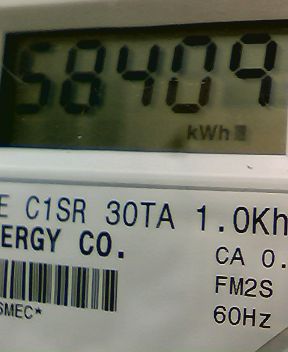 58409
kWh
E C1SR 30TA 1.0Kh
ERGY CO.
CA 0.
FM2S
SMEC*
60Hz